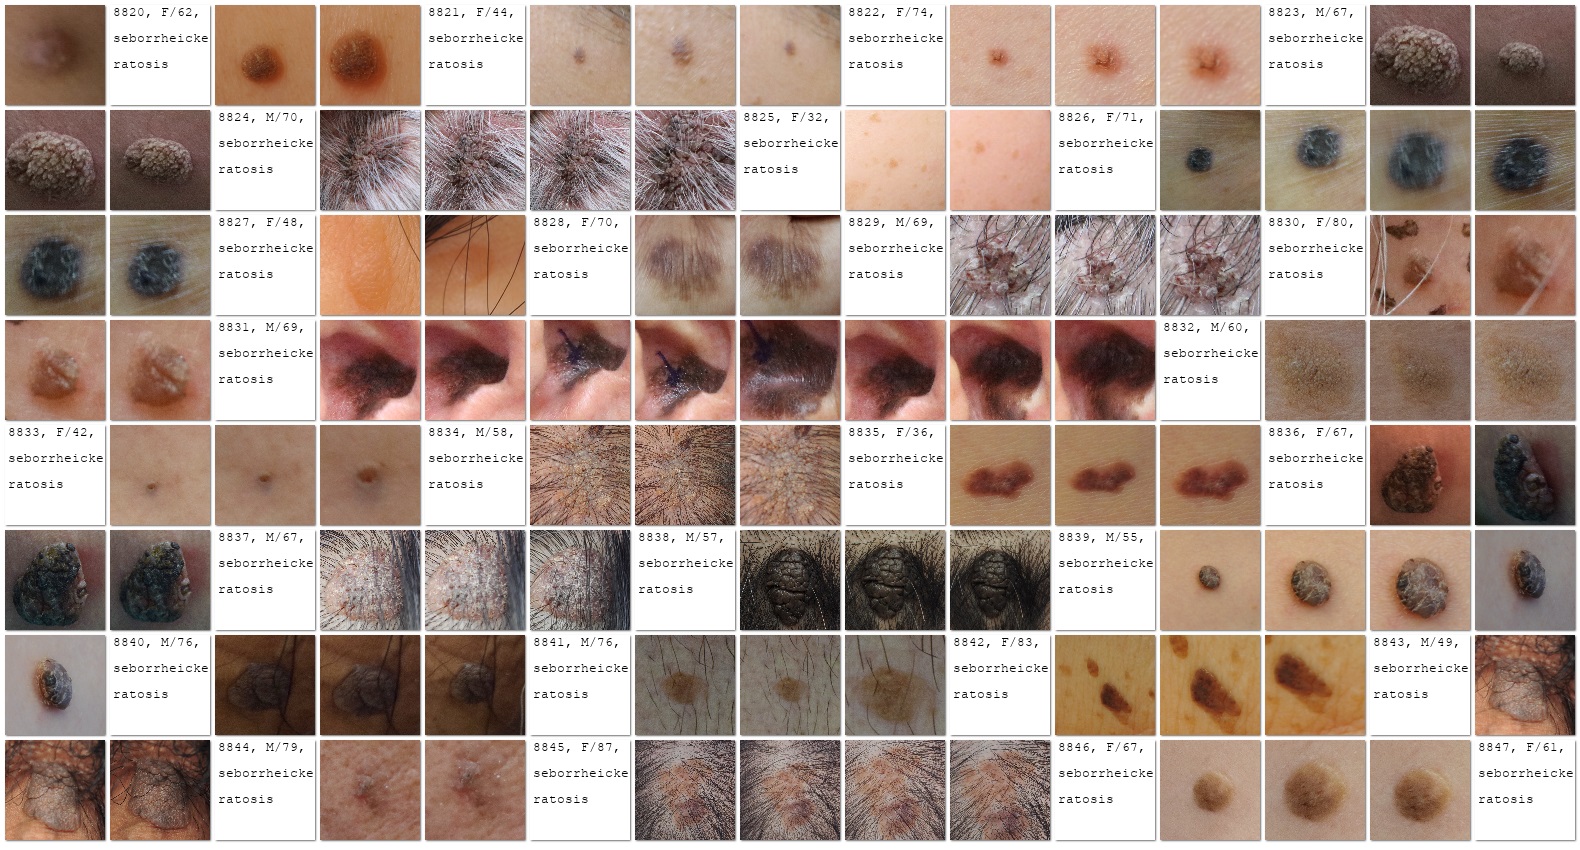 8820, F/62,
seborrheicke
ratosis
8821, F/44,
seborrheicke
ratosis
8822, F/74,
seborrheicke
ratosis
8823, M/67,
seborrheicke
ratosis
8824, M/70,
seborrheicke
ratosis
8825, F/32,
seborrheicke
ratosis
8826, F/71,
seborrheicke
ratosis
8827, F/48,
seborrheicke
ratosis
8828, F/70,
seborrheicke
ratosis
8829, M/69,
seborrheicke
ratosis
8830, F/80,
seborrheicke
ratosis
8831, M/69,
seborrheicke
ratosis
8832, M/60,
seborrheicke
ratosis
8833, F/42,
seborrheicke
ratosis
8834, M/58,
seborrheicke
ratosis
8835, F/36,
seborrheicke
ratosis
8836, F/67,
seborrheicke
ratosis
8837, M/67,
seborrheicke
ratosis
8838, M/57,
seborrheicke
ratosis
8839, M/55,
seborrheicke
ratosis
8840, M/76,
seborrheicke
ratosis
8841, M/76,
seborrheicke
ratosis
8842, F/83,
seborrheicke
ratosis
8843, M/49,
seborrheicke
ratosis
8844, M/79,
seborrheicke
ratosis
8845, F/87,
seborrheicke
ratosis
8846, F/67,
seborrheicke
ratosis
8847, F/61,
seborrheicke
ratosis